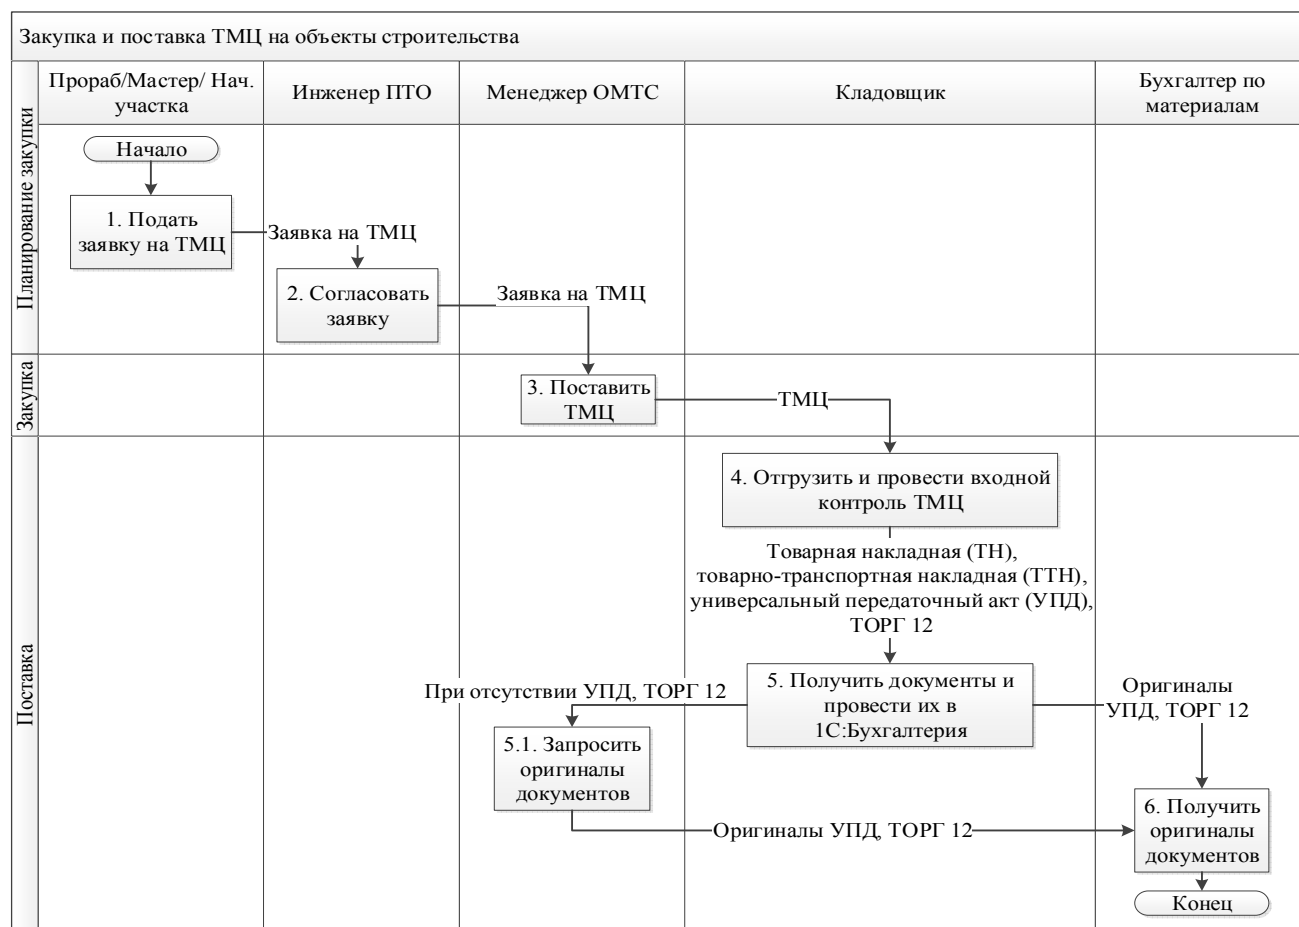 Закупка и поставка ТМЦ на объекты строительства
Прораб/Мастер/ Нач.
участка
Инженер ПТО
Менеджер ОМТС
Кладовщик
Бухгалтер по
материалам
Планирование закупки
Начало
1. Подать
заявку на ТМЦ
Заявка на ТМЦ
2. Согласовать
заявку
Заявка на ТМЦ
Закупка
3. Поставить
ТМЦ
ТМЦ
Поставка
4. Отгрузить и провести входной
контроль ТМЦ
Товарная накладная (ТН),
товарно-транспортная накладная (ТТН),
универсальный передаточный акт (УПД),
ТОРГ 12
5. Получить документы и
провести их в
1С:Бухгалтерия
При отсутствии УПД, ТОРГ 12
Оригиналы
УПД, ТОРГ 12
5.1. Запросить
оригиналы
документов
Оригиналы УПД, ТОРГ 12
6. Получить
оригиналы
документов
Конец